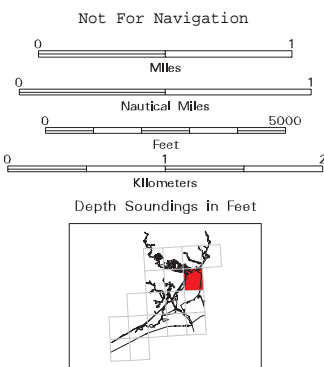 Not For Navigation
0 1
Miles
0 1
Nautical Miles
0 5000
Feet
0 1 2
Kilometers
Depth Soundings in Feet